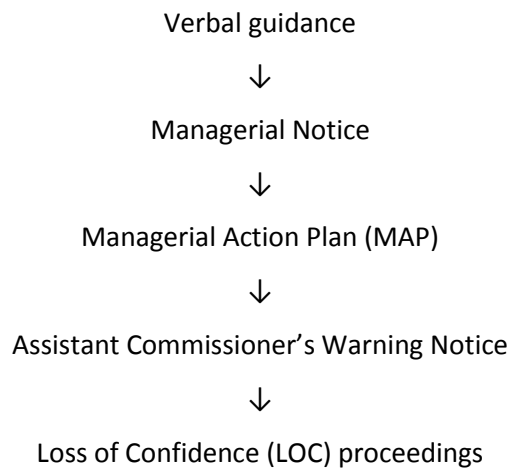 Verbal guidance
↓
Managerial Notice
↓
Managerial Action Plan (MAP)
↓
Assistant Commissioner’s Warning Notice
↓
Loss of Confidence (LOC) proceedings